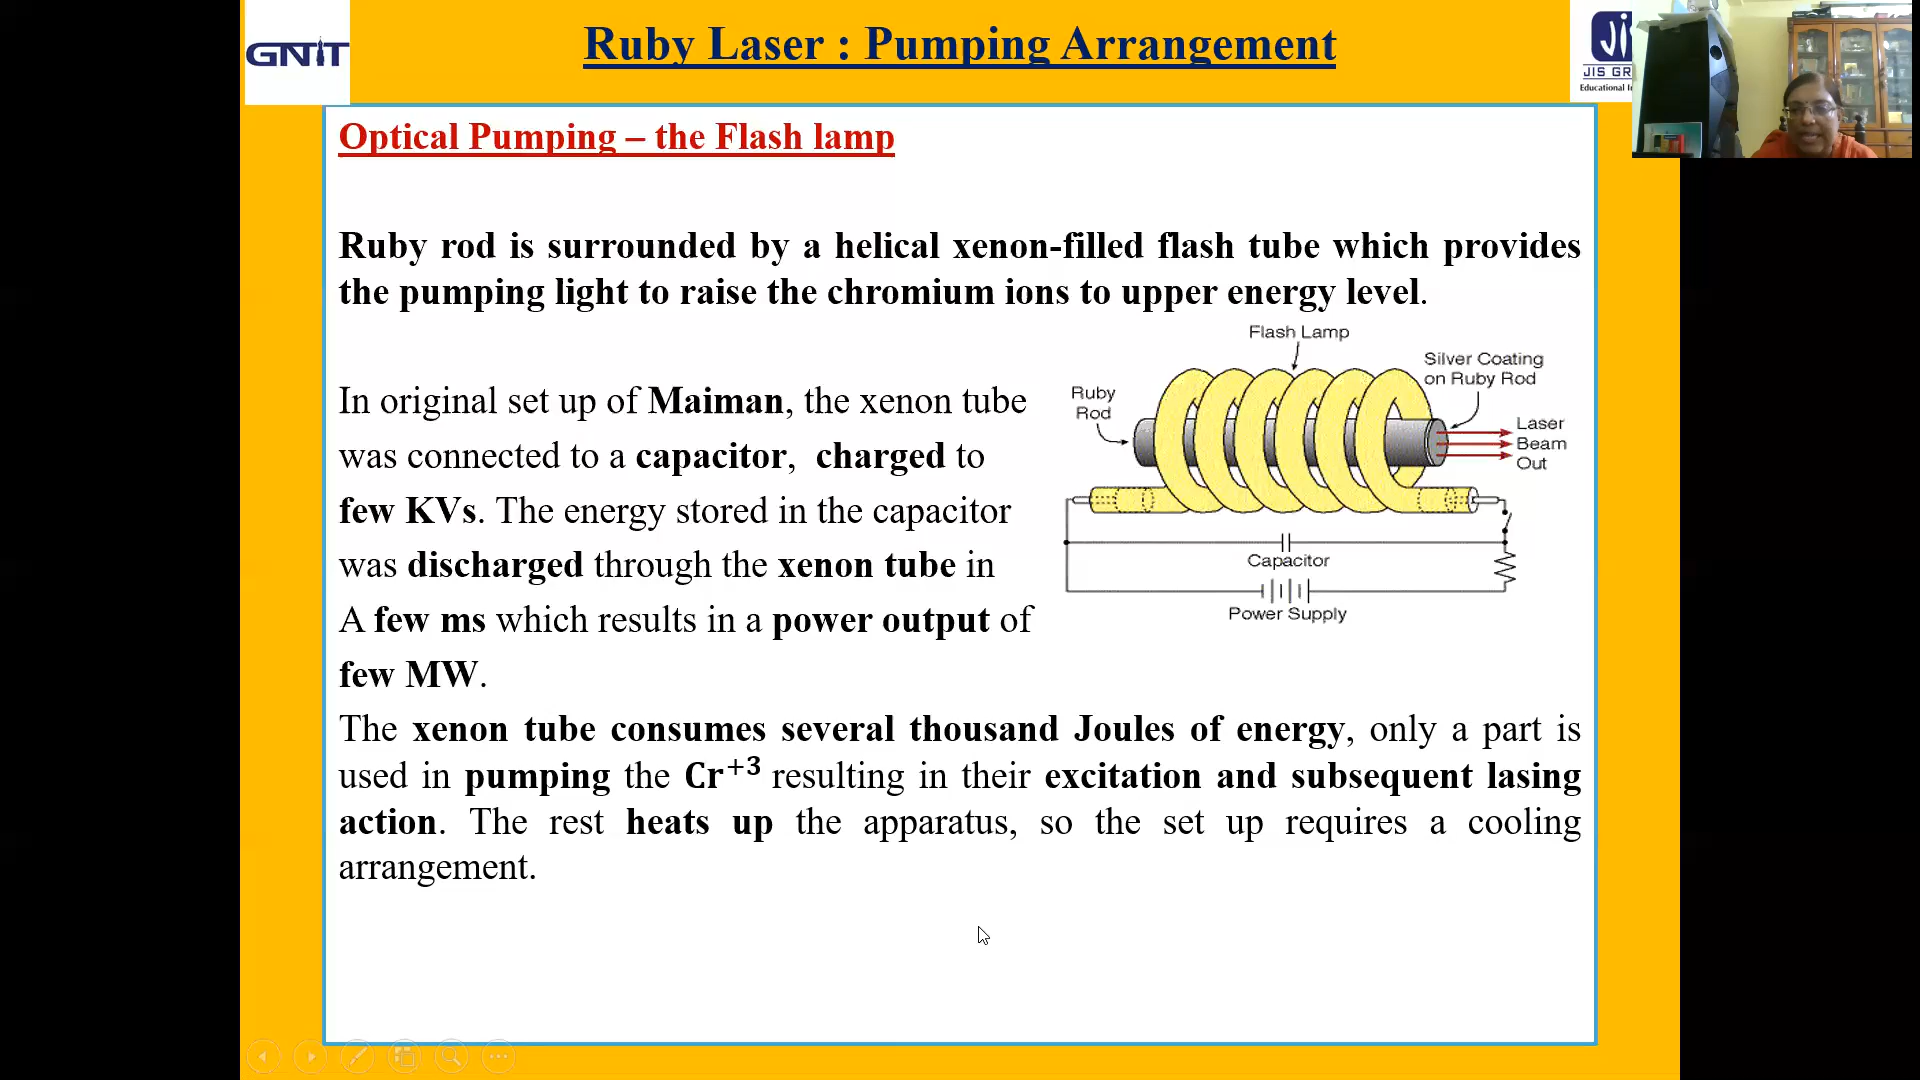 GNIT
Ruby Laser : Pumping Arrangement
JIS GR
Educational I
Optical Pumping – the Flash lamp
Ruby rod is surrounded by a helical xenon-filled flash tube which provides
the pumping light to raise the chromium ions to upper energy level.
Flash Lamp
Silver Coating
on Ruby Rod
Ruby
Rod
Laser
Beam
Out
Capacitor
Power Supply
In original set up of Maiman, the xenon tube
was connected to a capacitor, charged to
few KVs. The energy stored in the capacitor
was discharged through the xenon tube in
A few ms which results in a power output of
few MW.
The xenon tube consumes several thousand Joules of energy, only a part is
used in pumping the Cr⁺³ resulting in their excitation and subsequent lasing
action. The rest heats up the apparatus, so the set up requires a cooling
arrangement.